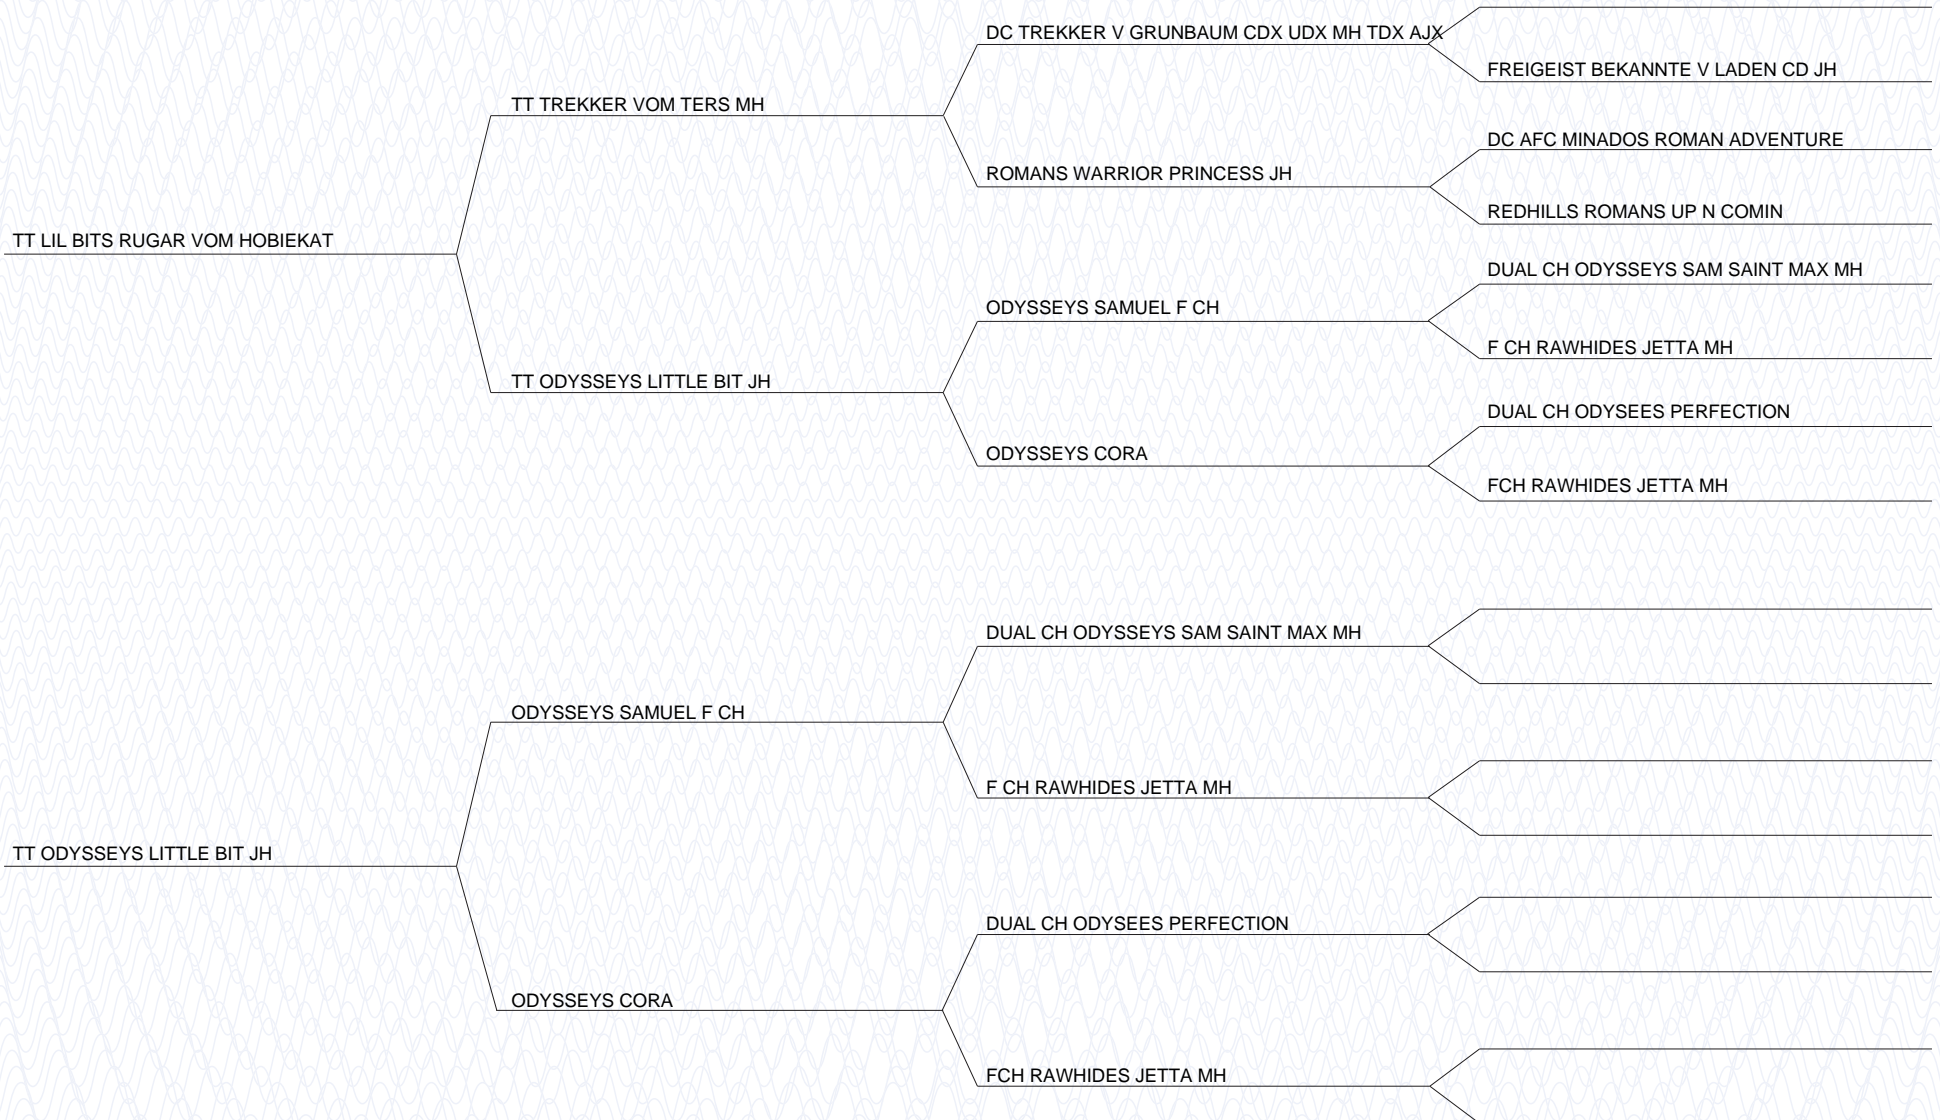 DC TREKKER V GRUNBAUM CDX UDX MH TDX AJX
FREIGEIST BEKANNTE V LADEN CD JH
TT TREKKER VOM TERS MH
DC AFC MINADOS ROMAN ADVENTURE
ROMANS WARRIOR PRINCESS JH
REDHILLS ROMANS UP N COMIN
TT LIL BITS RUGAR VOM HOBIEKAT
DUAL CH ODYSSEYS SAM SAINT MAX MH
ODYSSEYS SAMUEL F CH
F CH RAWHIDES JETTA MH
TT ODYSSEYS LITTLE BIT JH
DUAL CH ODYSEES PERFECTION
ODYSSEYS CORA
FCH RAWHIDES JETTA MH
DUAL CH ODYSSEYS SAM SAINT MAX MH
ODYSSEYS SAMUEL F CH
F CH RAWHIDES JETTA MH
TT ODYSSEYS LITTLE BIT JH
DUAL CH ODYSEES PERFECTION
ODYSSEYS CORA
FCH RAWHIDES JETTA MH